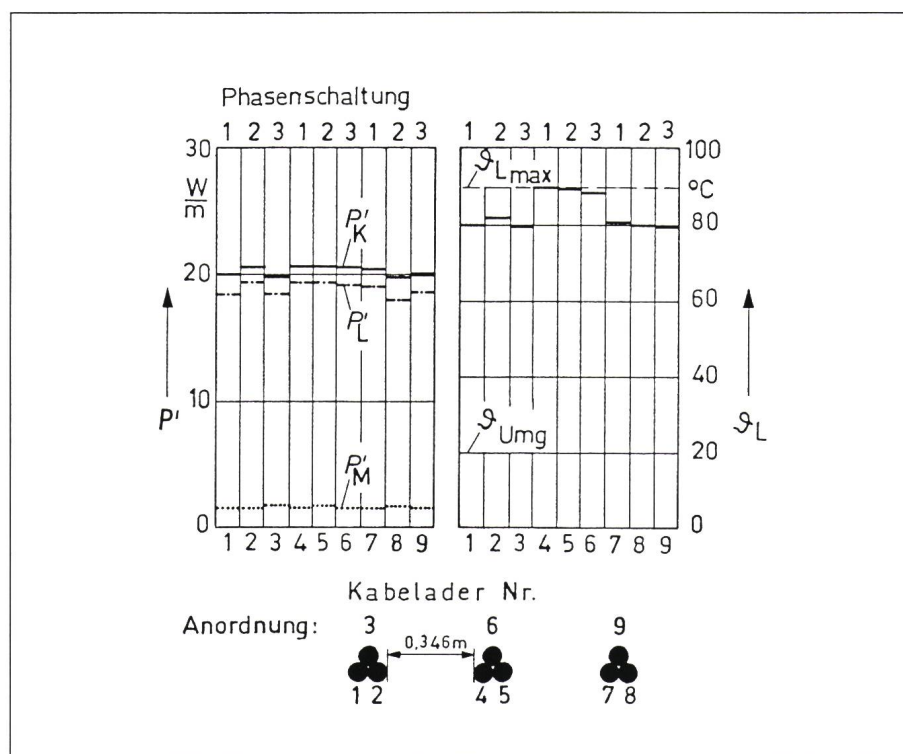 Phasenschaltung
1 2 3 1 2 3 1 2 3
1 2 3 1 2 3 1 2 3
30
W/m
20
10
0
P'
P'K
P'L
P'M
100
°C
80
60
40
20
0
ϑL
ϑLmax
ϑUmg
1 2 3 4 5 6 7 8 9
1 2 3 4 5 6 7 8 9
Kabelader Nr.
Anordnung:
3 6 9
0,346m
1 2 4 5 7 8